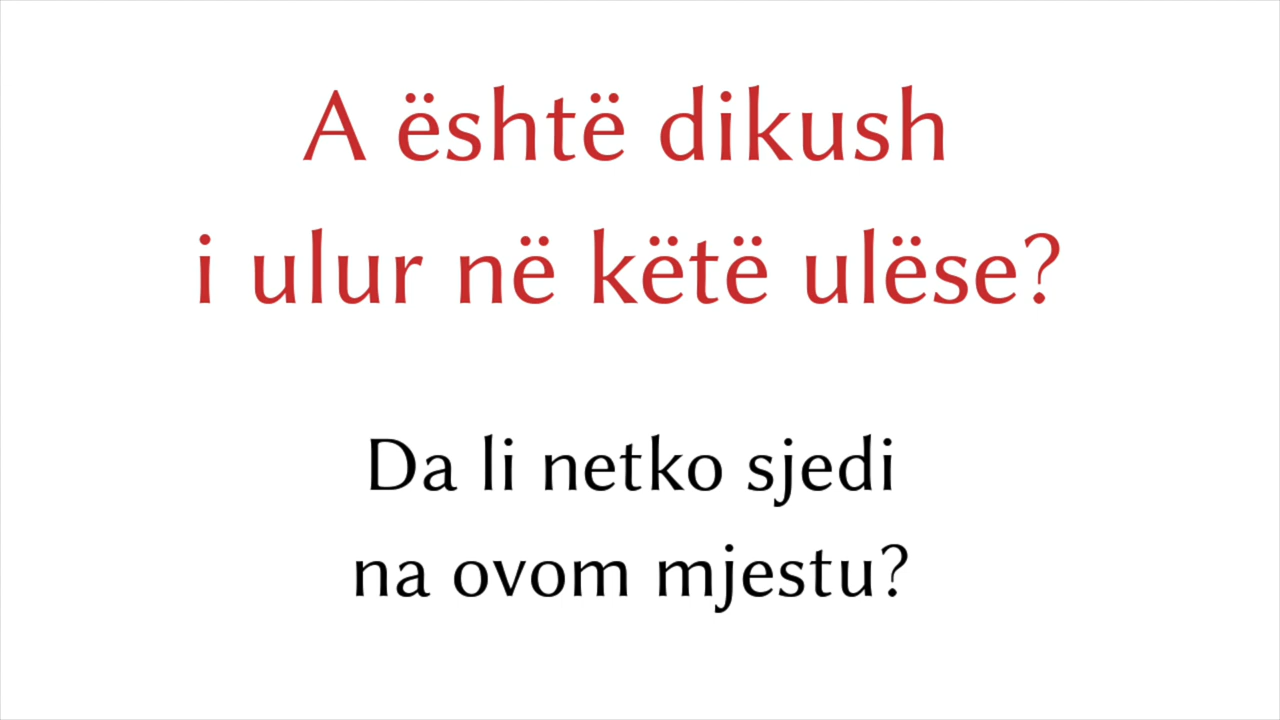 A është dikush
i ulur në këtë ulëse?
Da li netko sjedi
na ovom mjestu?